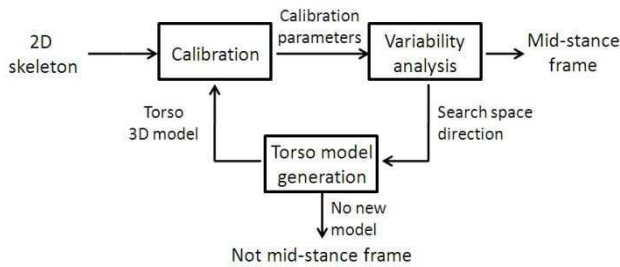 Calibration
parameters
2D
skeleton
Calibration
Variability
analysis
Mid-stance
frame
Torso
3D model
Search space
direction
Torso model
generation
No new
model
Not mid-stance frame